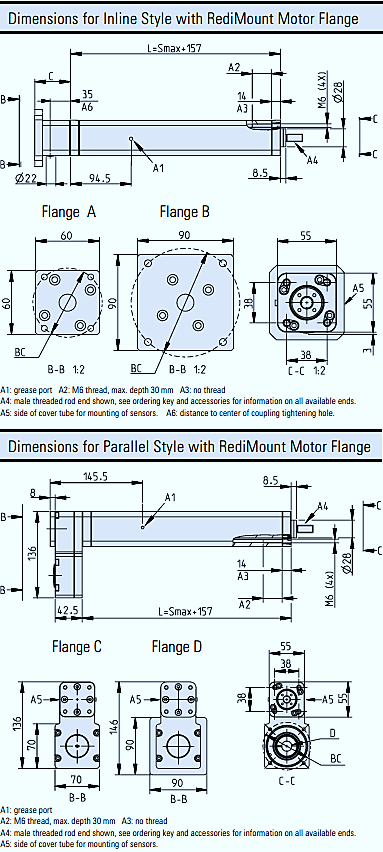 Dimensions for Inline Style with RediMount Motor Flange
L=Smax+157
A2
C
35
A6
14
A3
M6 (4X)
Ø28
B
C
B
C
A4
Ø22
94.5
A1
8.5
Flange A
Flange B
60
90
55
60
90
38
A5
55
BC
BC
38
3
B-B 1:2
B-B 1:2
C-C 1:2
A1: grease port A2: M6 thread, max. depth 30 mm A3: no thread
A4: male threaded rod end shown, see ordering key and accessories for information on all available ends.
A5: side of cover tube for mounting of sensors. A6: distance to center of coupling tightening hole.
Dimensions for Parallel Style with RediMount Motor Flange
145.5
8
A1
8.5
A4
C
B
136
C
B
14
A3
M6 (4x)
Ø28
42.5
L=Smax+157
A2
Flange C
Flange D
55
38
136
A5
146
A5
38
A5
55
70
90
D
BC
70
90
B-B
B-B
C-C
A1: grease port
A2: M6 thread, max. depth 30 mm A3: no thread
A4: male threaded rod end shown, see ordering key and accessories for information on all available ends.
A5: side of cover tube for mounting of sensors.